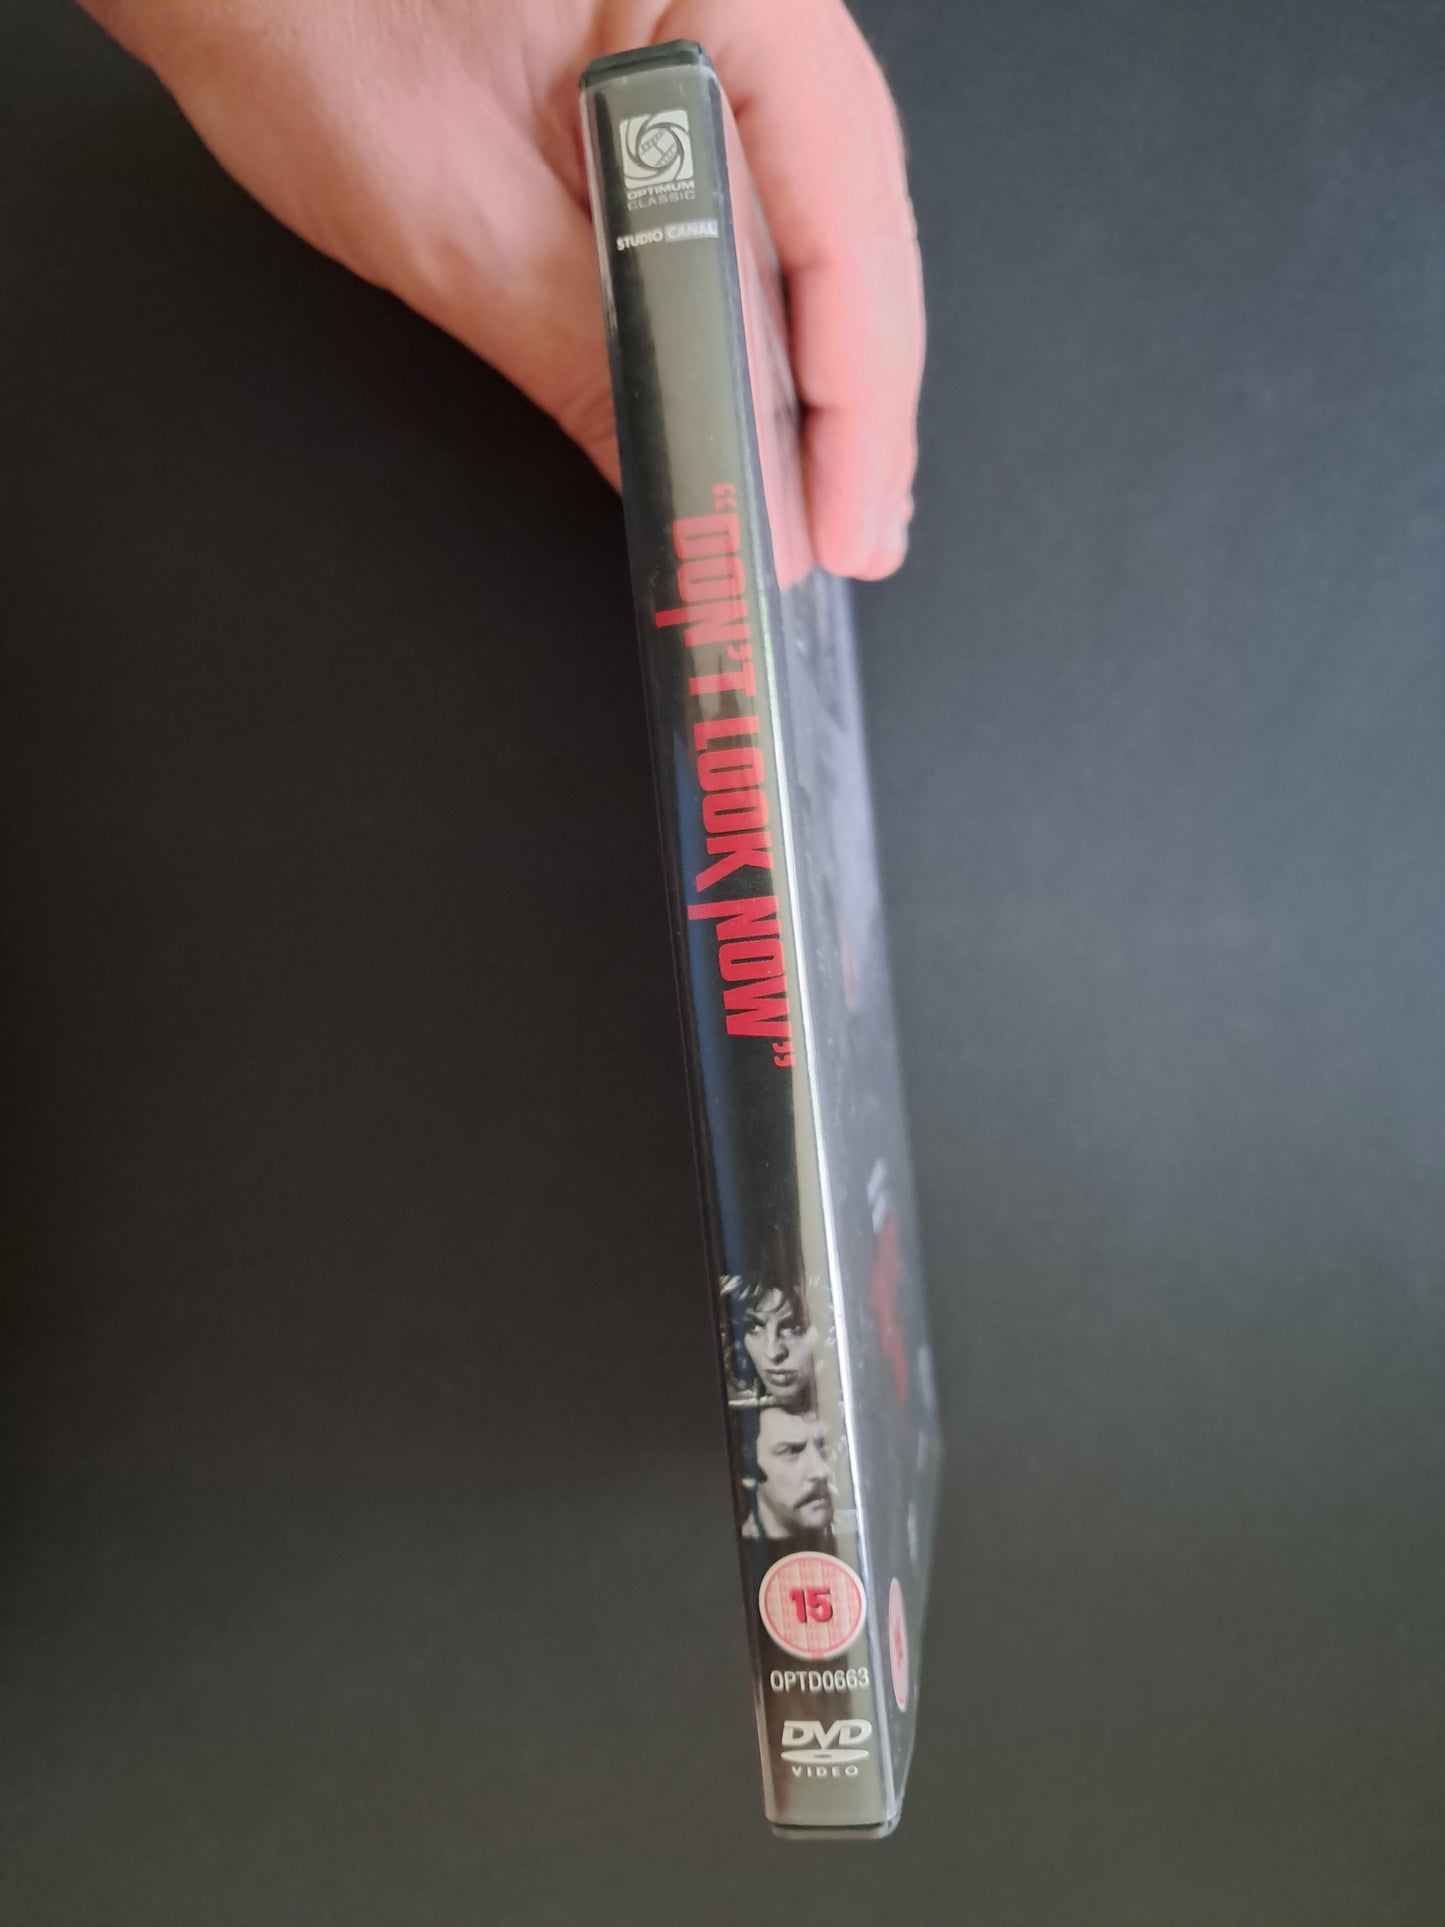 OPTIMUM
CLASSIC
STUDIO CANAL
"DON'T LOOK NOW"
15
OPTD0663
DVD
VIDEO